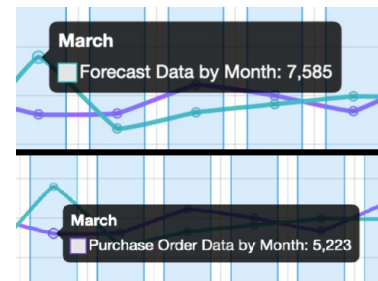 March
Forecast Data by Month: 7,585
March
Purchase Order Data by Month: 5,223